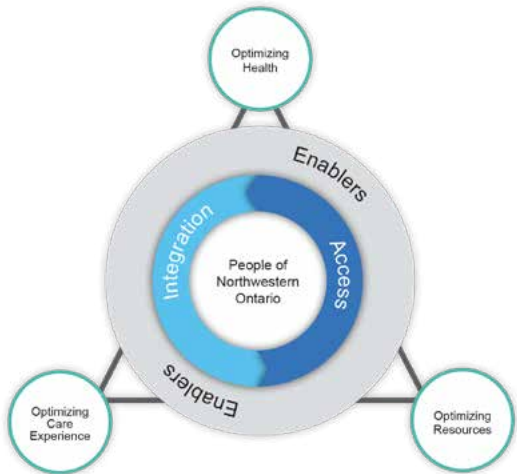 Optimizing
Health
Enablers
Integration
Access
People of
Northwestern
Ontario
Enablers
Optimizing
Care
Experience
Optimizing
Resources